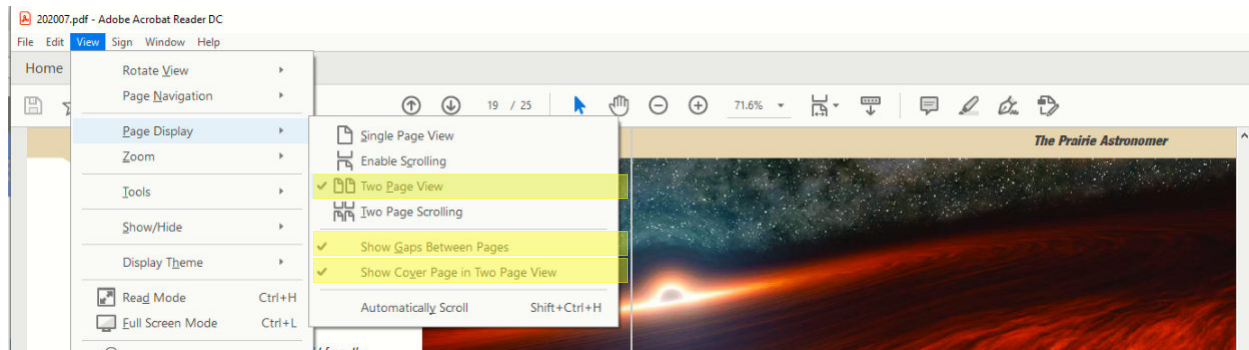 202007.pdf - Adobe Acrobat Reader DC
File Edit View Sign Window Help
Home
19 / 25
71.6%
Rotate View
Page Navigation
Page Display
Zoom
Tools
Show/Hide
Display Theme
Read Mode Ctrl+H
Full Screen Mode Ctrl+L
Single Page View
Enable Scrolling
Two Page View
Two Page Scrolling
Show Gaps Between Pages
Show Cover Page in Two Page View
Automatically Scroll Shift+Ctrl+H
The Prairie Astronomer